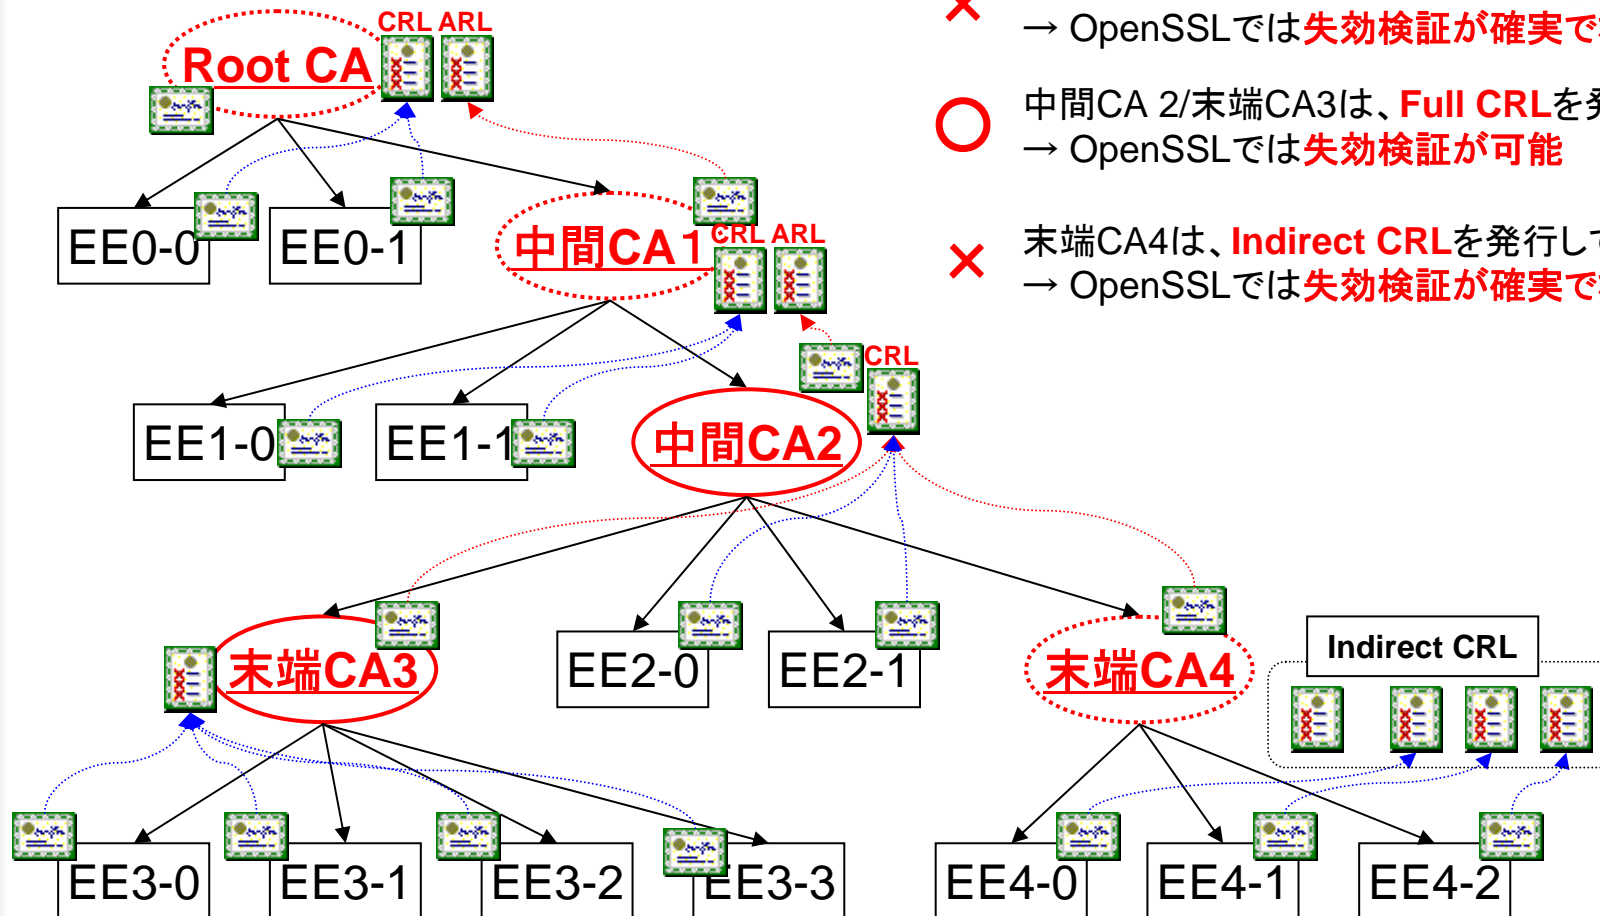 CRL ARL
Root CA
→ OpenSSLでは失効検証が確実で
中間CA 2/末端CA3は、Full CRLを
→ OpenSSLでは失効検証が可能
EE0-0
EE0-1
中間CA1
CRL ARL
末端CA4は、Indirect CRLを発行して
→ OpenSSLでは失効検証が確実で
CRL
EE1-0
EE1-1
中間CA2
末端CA3
EE2-0
EE2-1
末端CA4
Indirect CRL
EE3-0
EE3-1
EE3-2
EE3-3
EE4-0
EE4-1
EE4-2